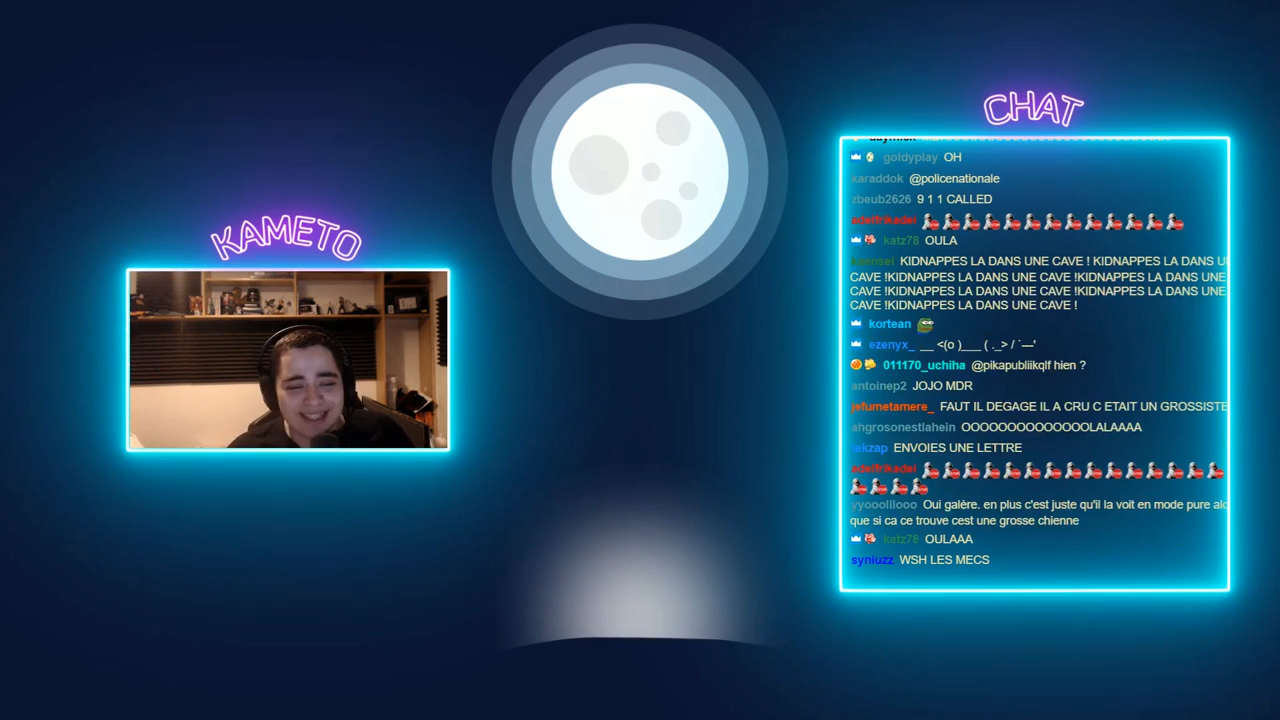 KAMETO
CHAT
goldyplay OH
karaddok @policenationale
zbeub2626 9 1 1 CALLED
adelfrikadel
katz78 OULA
KIDNAPPES LA DANS UNE CAVE ! KIDNAPPES LA DANS U
CAVE !KIDNAPPES LA DANS UNE CAVE !KIDNAPPES LA DANS UNE
CAVE !KIDNAPPES LA DANS UNE CAVE !KIDNAPPES LA DANS UNE
CAVE !KIDNAPPES LA DANS UNE CAVE !
kortean
ezenyx_ __ <(o )___ ( ._> / `---'
011170_uchiha @pikapubliikqlf hien ?
antoinep2 JOJO MDR
jefumetamere_ FAUT IL DEGAGE IL A CRU C ETAIT UN GROSSISTE
ahgrosonestlahein OOOOOOOOOOOOOOLALAAAA
ENVOIES UNE LETTRE
adelfrikadel
yyooolllooo Oui galère. en plus c'est juste qu'il la voit en mode pure alo
que si ca ce trouve cest une grosse chienne
katz78 OULAAA
syniuzz WSH LES MECS